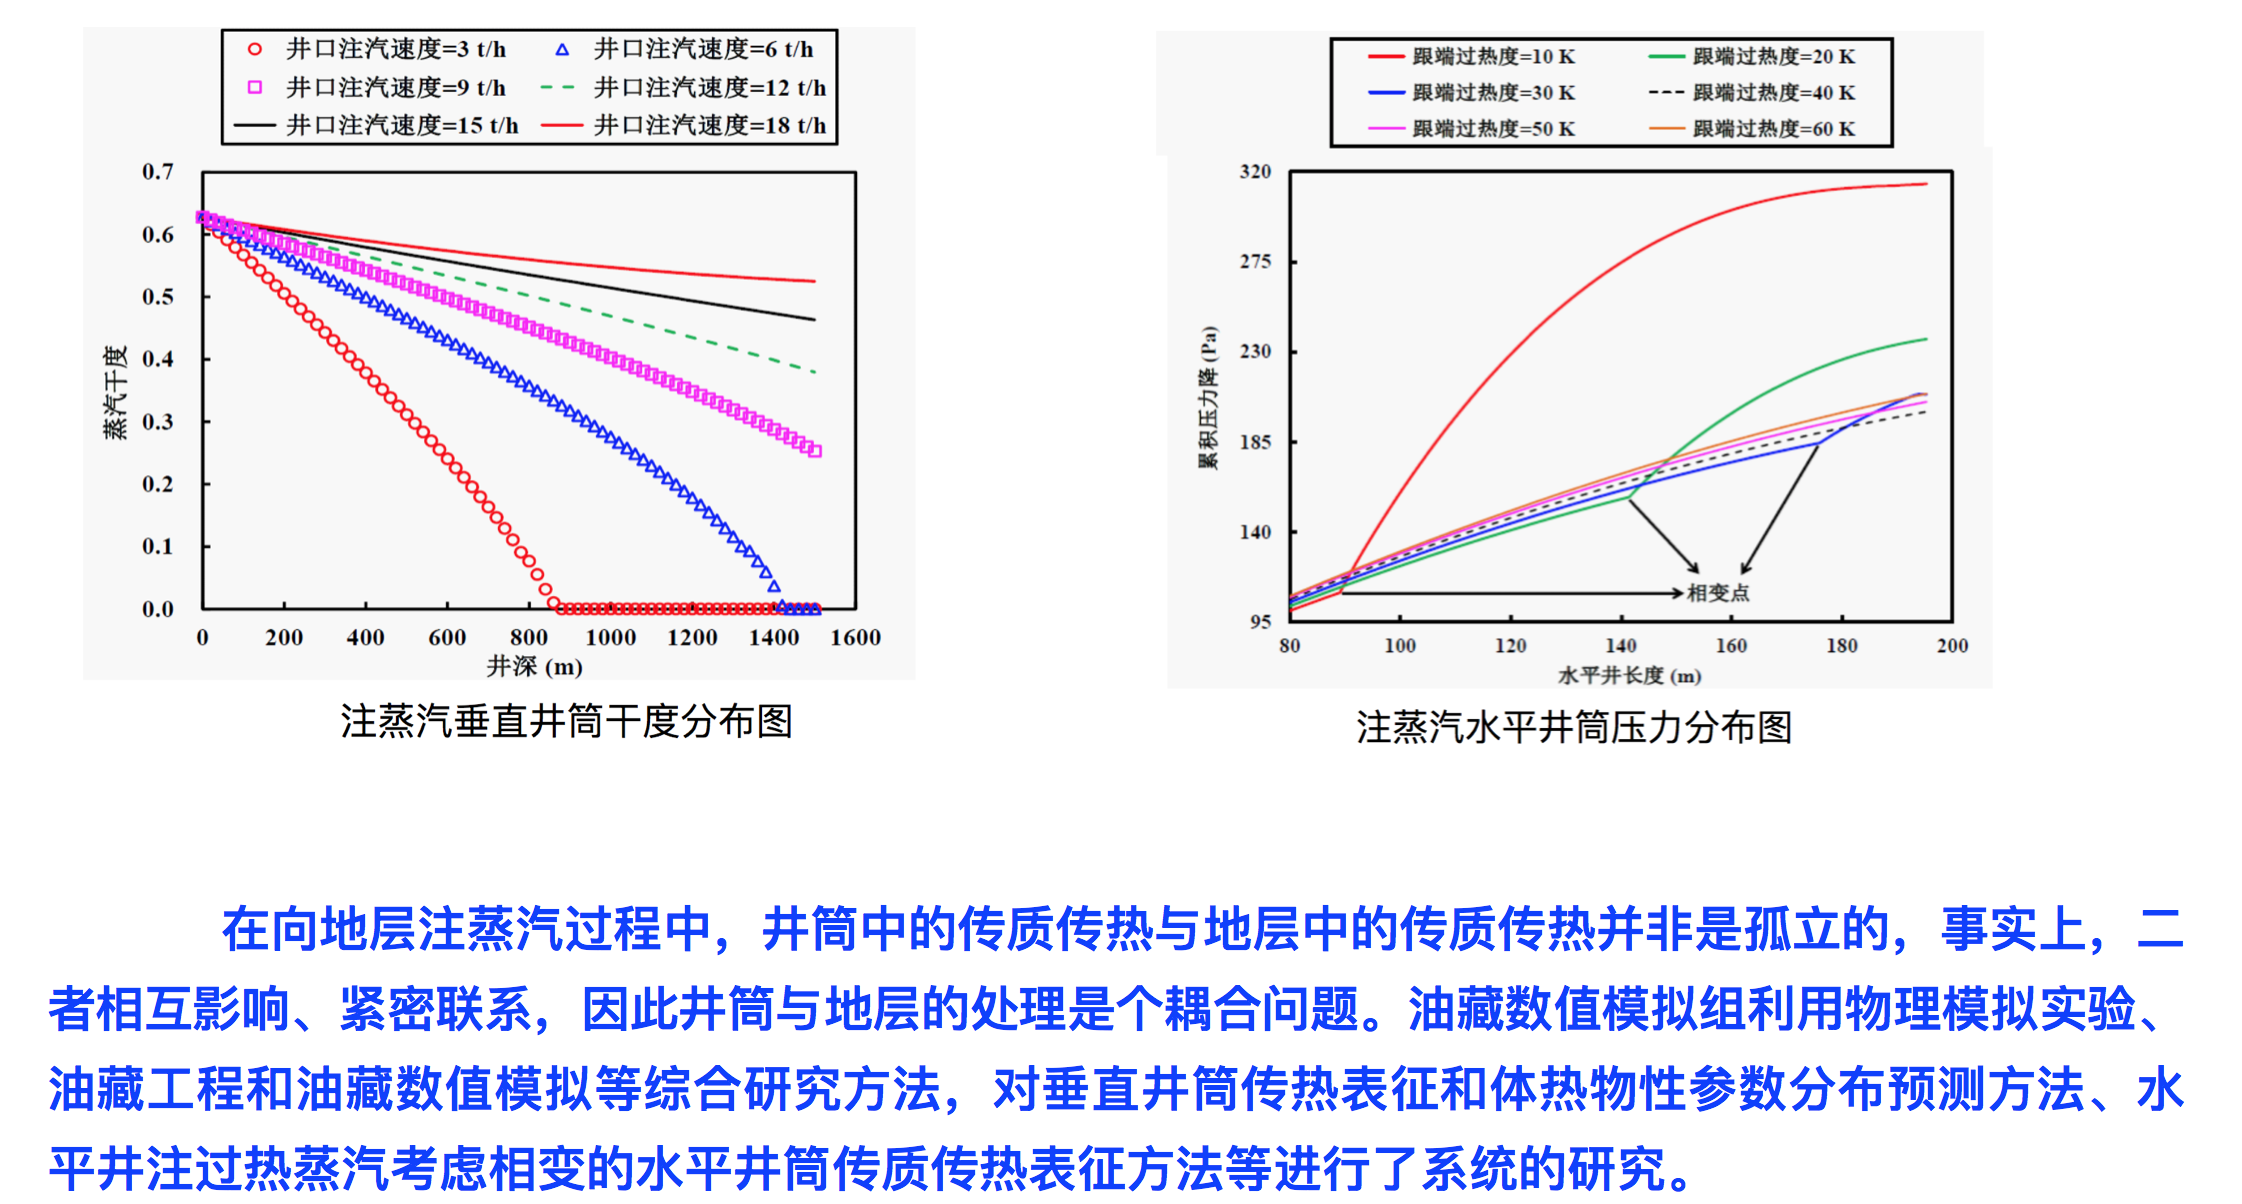 井口注汽速度=3 t/h 井口注汽速度=6 t/h
井口注汽速度=9 t/h 井口注汽速度=12 t/h
井口注汽速度=15 t/h 井口注汽速度=18 t/h
0.7
0.6
0.5
0.4
0.3
0.2
0.1
0.0
蒸汽干度
0 200 400 600 800 1000 1200 1400 1600
井深 (m)
注蒸汽垂直井筒干度分布图
跟端过热度=10 K 跟端过热度=20 K
跟端过热度=30 K 跟端过热度=40 K
跟端过热度=50 K 跟端过热度=60 K
320
275
230
185
140
95
累积压力降 (Pa)
相变点
80 100 120 140 160 180 200
水平井长度 (m)
注蒸汽水平井筒压力分布图
在向地层注蒸汽过程中，井筒中的传质传热与地层中的传质传热并非是孤立的，事实上，二
者相互影响、紧密联系，因此井筒与地层的处理是个耦合问题。油藏数值模拟组利用物理模拟实验、
油藏工程和油藏数值模拟等综合研究方法，对垂直井筒传热表征和体热物性参数分布预测方法、水
平井注过热蒸汽考虑相变的水平井筒传质传热表征方法等进行了系统的研究。